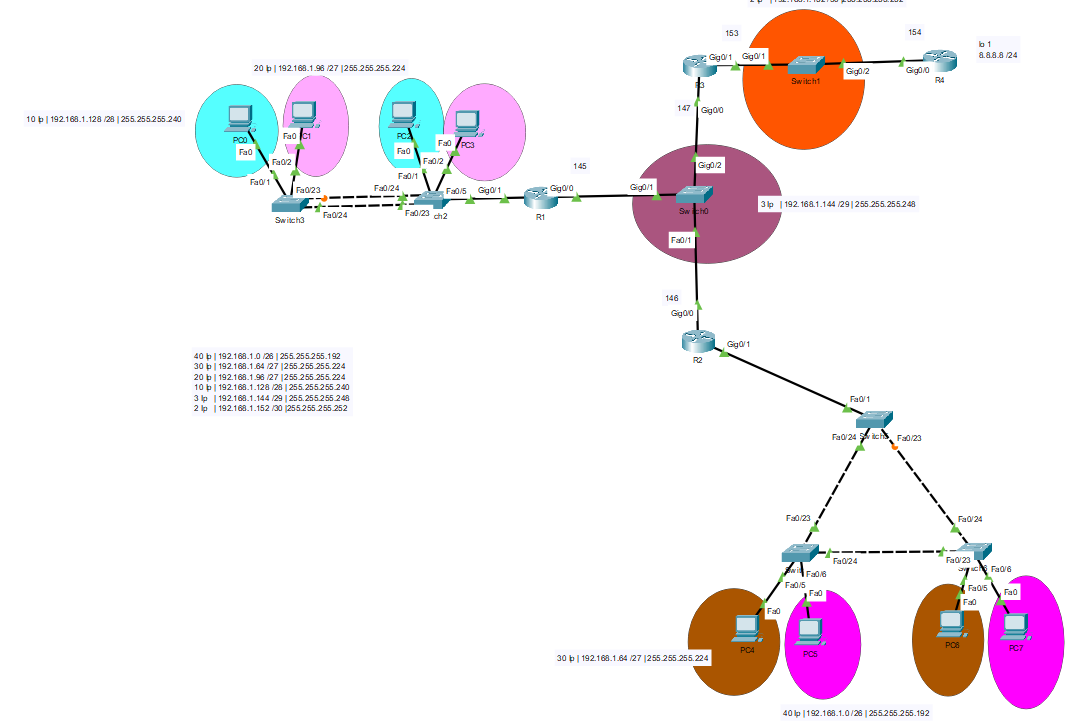 153
154
lo 1
8.8.8.8 /24
Gig0/1
Gig0/1
Gig0/2
Gig0/0
Switch1
R4
20 Ip | 192.168.1.96 /27 | 255.255.255.224
10 Ip | 192.168.1.128 /28 | 255.255.255.240
147
Gig0/0
PC0
Fa0
Fa0
Fa0/2
Fa0/1
PC2
Fa0
Fa0
PC3
Fa0/2
Fa0/1
Fa0/23
Fa0/24
Switch3
Fa0/24
Fa0/23
Fa0/5
Gig0/1
145
Gig0/0
R1
Gig0/1
Gig0/2
Fa0/1
3 Ip | 192.168.1.144 /29 | 255.255.255.248
146
Gig0/0
R2
Gig0/1
40 Ip | 192.168.1.0 /26 | 255.255.255.192
30 Ip | 192.168.1.64 /27 | 255.255.255.224
20 Ip | 192.168.1.96 /27 | 255.255.255.224
10 Ip | 192.168.1.128 /28 | 255.255.255.240
3 Ip | 192.168.1.144 /29 | 255.255.255.248
2 Ip | 192.168.1.152 /30 |255.255.255.252
Fa0/1
Fa0/24
Fa0/23
Fa0/23
Fa0/24
Fa0/24
Fa0/23
Fa0/6
Fa0/5
Fa0
Fa0
Fa0/6
Fa0/5
Fa0
Fa0
PC4
PC5
PC6
PC7
30 Ip | 192.168.1.64 /27 | 255.255.255.224
40 Ip | 192.168.1.0 /26 | 255.255.255.192